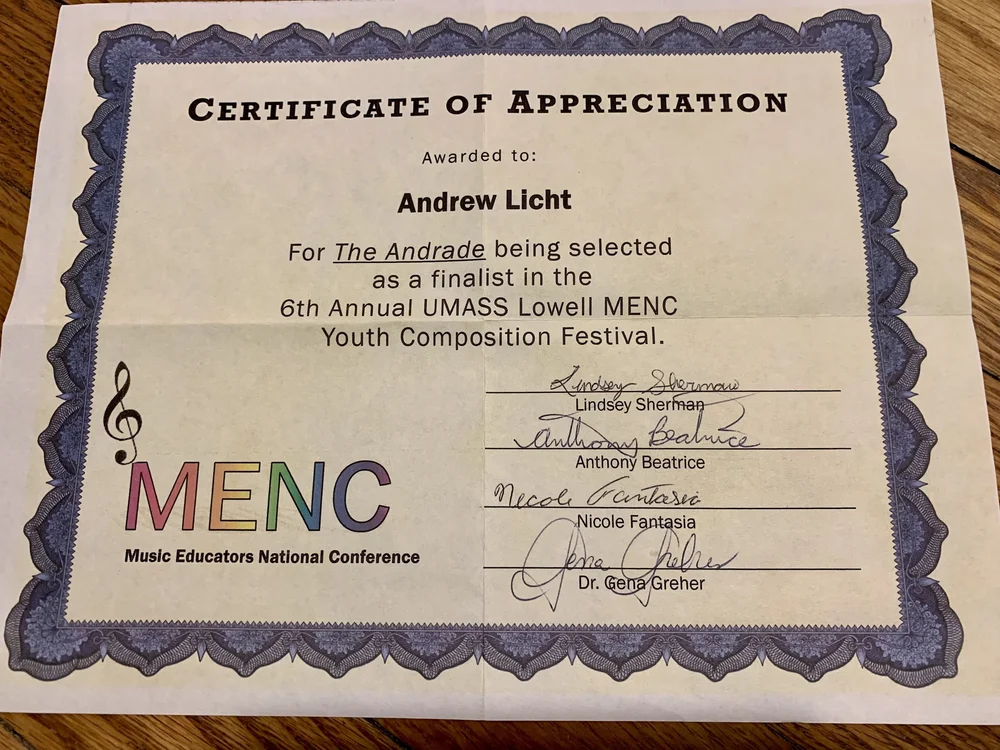 CERTIFICATE OF APPRECIATION
Awarded to:
Andrew Licht
For The Andrade being selected
as a finalist in the
6th Annual UMASS Lowell MENC
Youth Composition Festival.
Lindsey Sherman
Lindsey Sherman
Anthony Beatrice
Anthony Beatrice
Nicole Fantasia
Nicole Fantasia
Gena Greher
Dr. Gena Greher
MENC
Music Educators National Conference